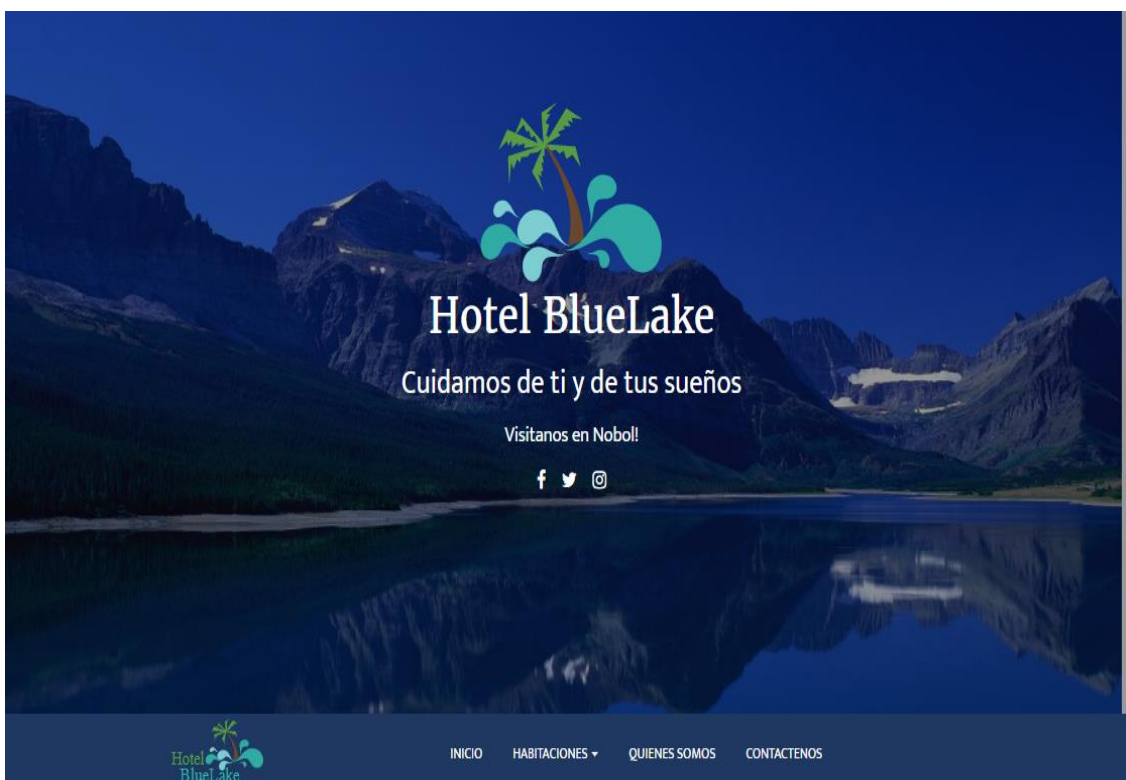 Hotel BlueLake
Cuidamos de ti y de tus sueños
Visitanos en Nobol!
Hotel
BlueLake
INICIO HABITACIONES QUIENES SOMOS CONTACTENOS